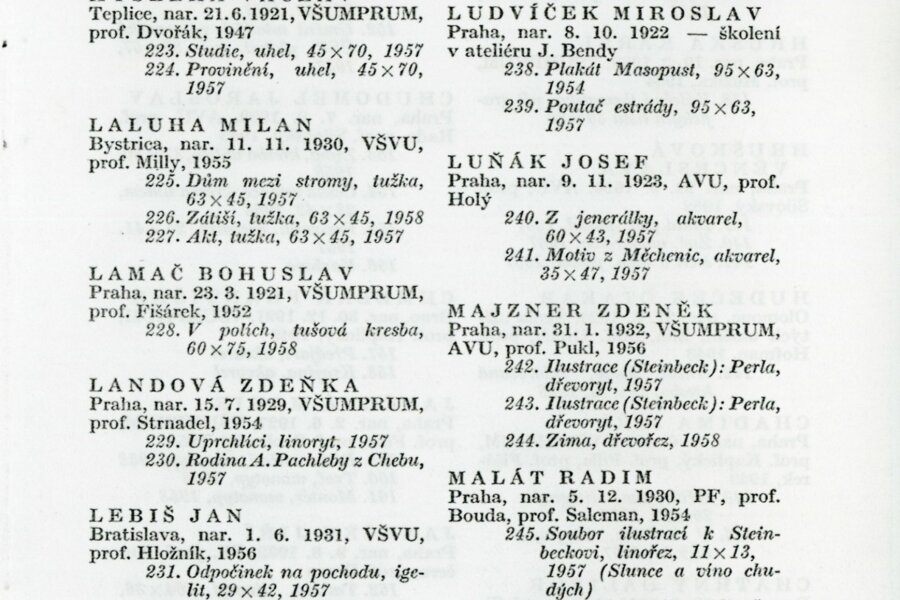 Teplice, nar. 21. 6. 1921, VŠUMPRUM,
prof. Dvořák, 1947
223. Studie, uhel, 45×70, 1957
224. Provinění, uhel, 45×70,
1957
LALUHA MILAN
Bystrica, nar. 11. 11. 1930, VŠVU,
prof. Milly, 1955
225. Dům mezi stromy, tužka,
63×45, 1957
226. Zátiší, tužka, 63×45, 1958
227. Akt, tužka, 63×45, 1957
LAMAČ BOHUSLAV
Praha, nar. 23. 3. 1921, VŠUMPRUM,
prof. Fišárek, 1952
228. V polích, tušová kresba,
60×75, 1958
LANDOVÁ ZDEŇKA
Praha, nar. 15. 7. 1929, VŠUMPRUM,
prof. Strnadel, 1954
229. Uprchlíci, linoryt, 1957
230. Rodina A. Pachleby z Chebu,
1957
LEBIŠ JAN
Bratislava, nar. 1. 6. 1931, VŠVU,
prof. Hložník, 1956
231. Odpočinek na pochodu, ige-
lit, 29×42, 1957
LUDVÍČEK MIROSLAV
Praha, nar. 8. 10. 1922 — školení
v ateliéru J. Bendy
238. Plakát Masopust, 95×63,
1954
239. Poutač estrády, 95×63,
1957
LUŇÁK JOSEF
Praha, nar. 9. 11. 1923, AVU, prof.
Holý
240. Z jenerálky, akvarel,
60×43, 1957
241. Motiv z Měchenic, akvarel,
35×47, 1957
MAJZNER ZDENĚK
Praha, nar. 31. 1. 1932, VŠUMPRUM,
AVU, prof. Pukl, 1956
242. Ilustrace (Steinbeck): Perla,
dřevoryt, 1957
243. Ilustrace (Steinbeck): Perla,
dřevoryt, 1957
244. Zima, dřevořez, 1958
MALÁT RADIM
Praha, nar. 5. 12. 1930, PF, prof.
Bouda, prof. Salcman, 1954
245. Soubor ilustrací k Stein-
beckovi, linořez, 11×13,
1957 (Slunce a víno chu-
dých)